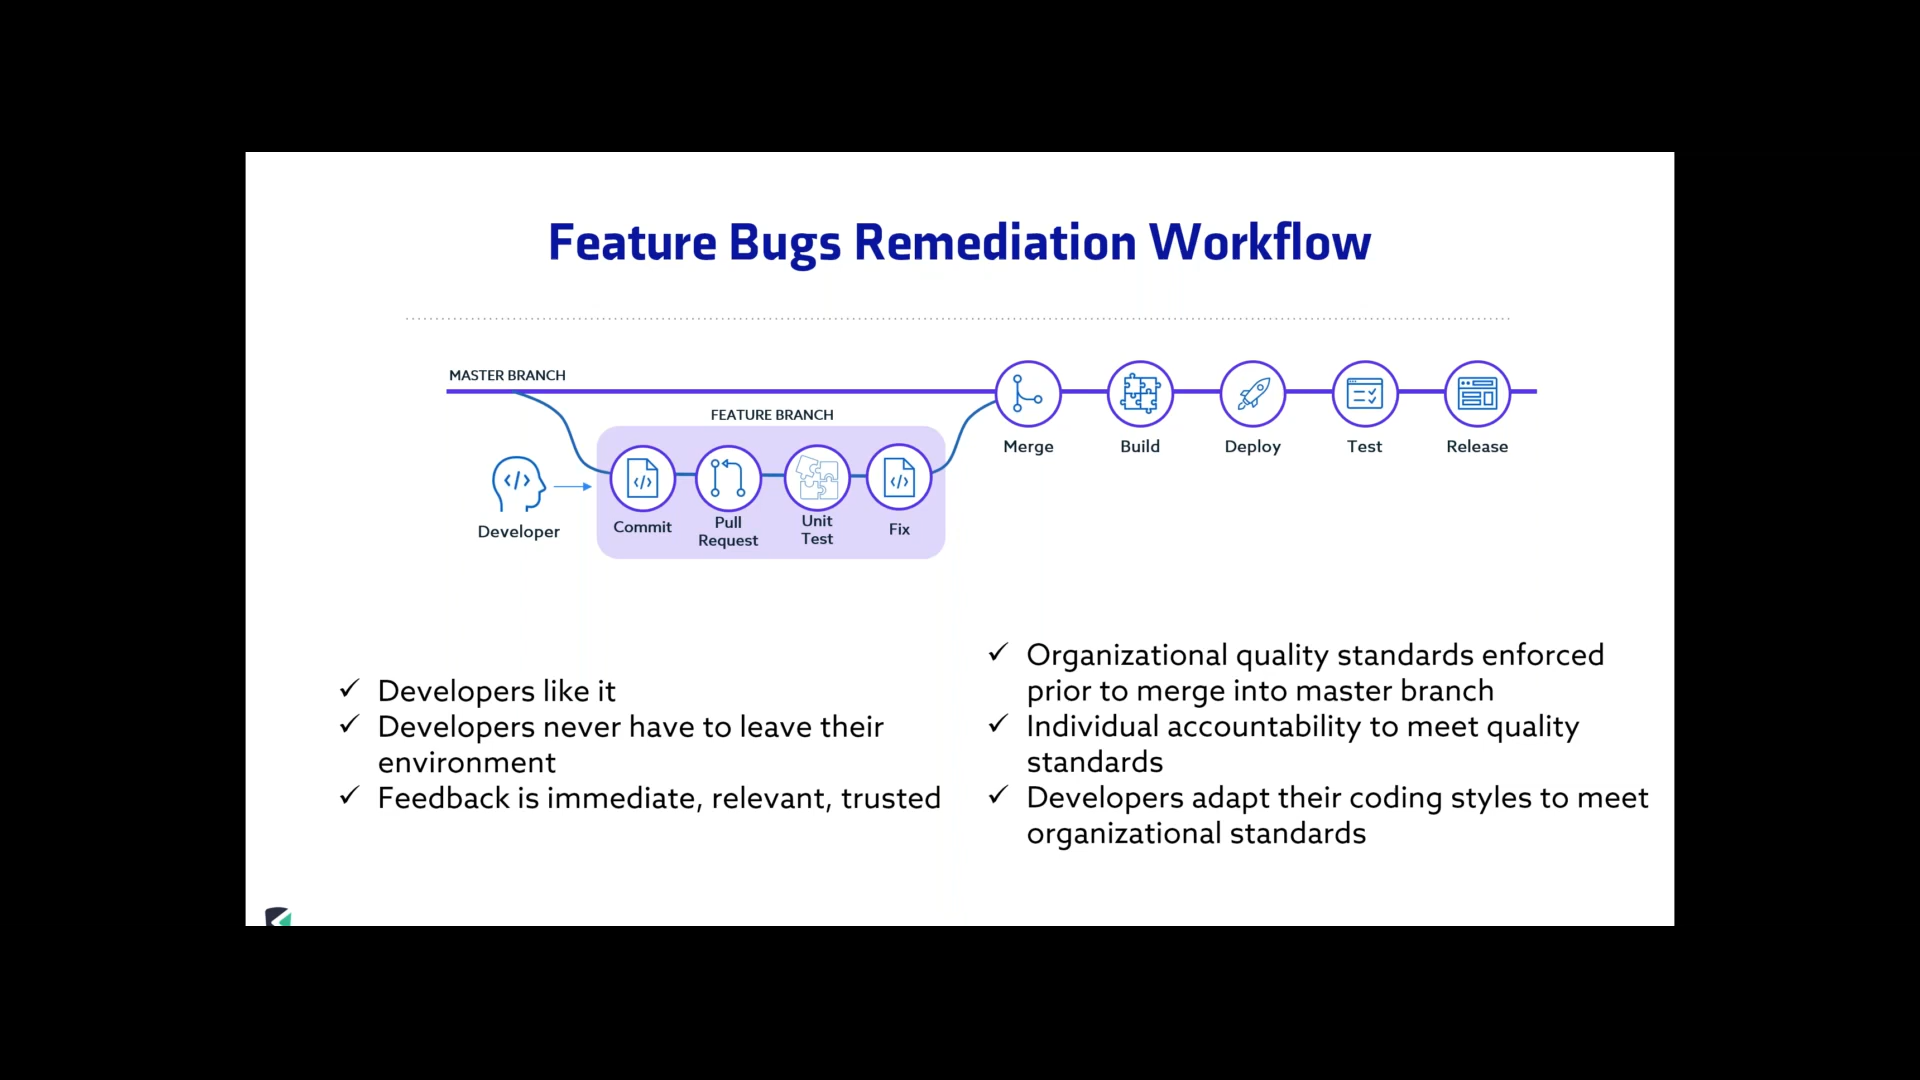 Feature Bugs Remediation Workflow
MASTER BRANCH
FEATURE BRANCH
Merge
Build
Deploy
Test
Release
Developer
Commit
Pull
Request
Unit
Test
Fix
✓ Developers like it
✓ Developers never have to leave their
environment
✓ Feedback is immediate, relevant, trusted
✓ Organizational quality standards enforced
prior to merge into master branch
✓ Individual accountability to meet quality
standards
✓ Developers adapt their coding styles to meet
organizational standards